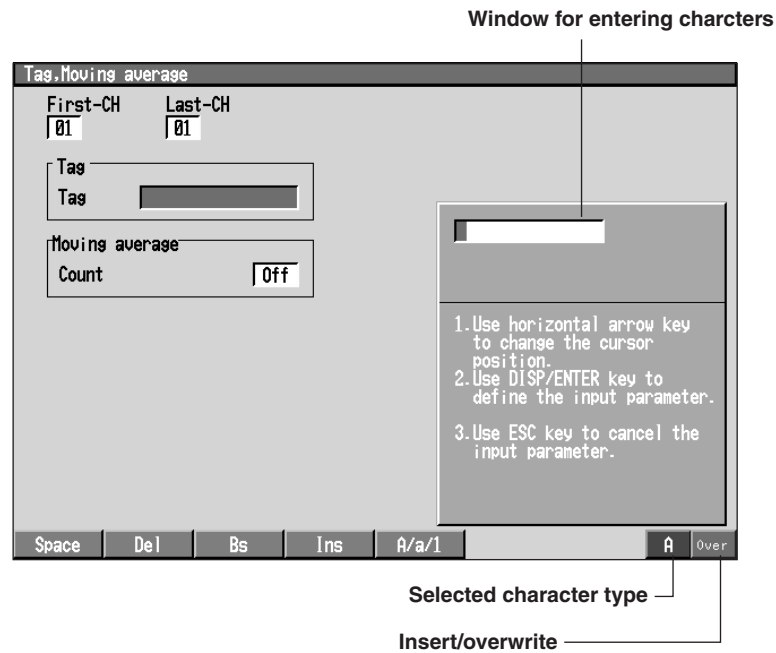 Window for entering charcters
Tag,Moving average
First-CH Last-CH
01 01
Tag
Tag
Moving average
Count Off
1.Use horizontal arrow key
to change the cursor
position.
2.Use DISP/ENTER key to
define the input parameter.
3.Use ESC key to cancel the
input parameter.
Space Del Bs Ins A/a/1 A Over
Selected character type
Insert/overwrite